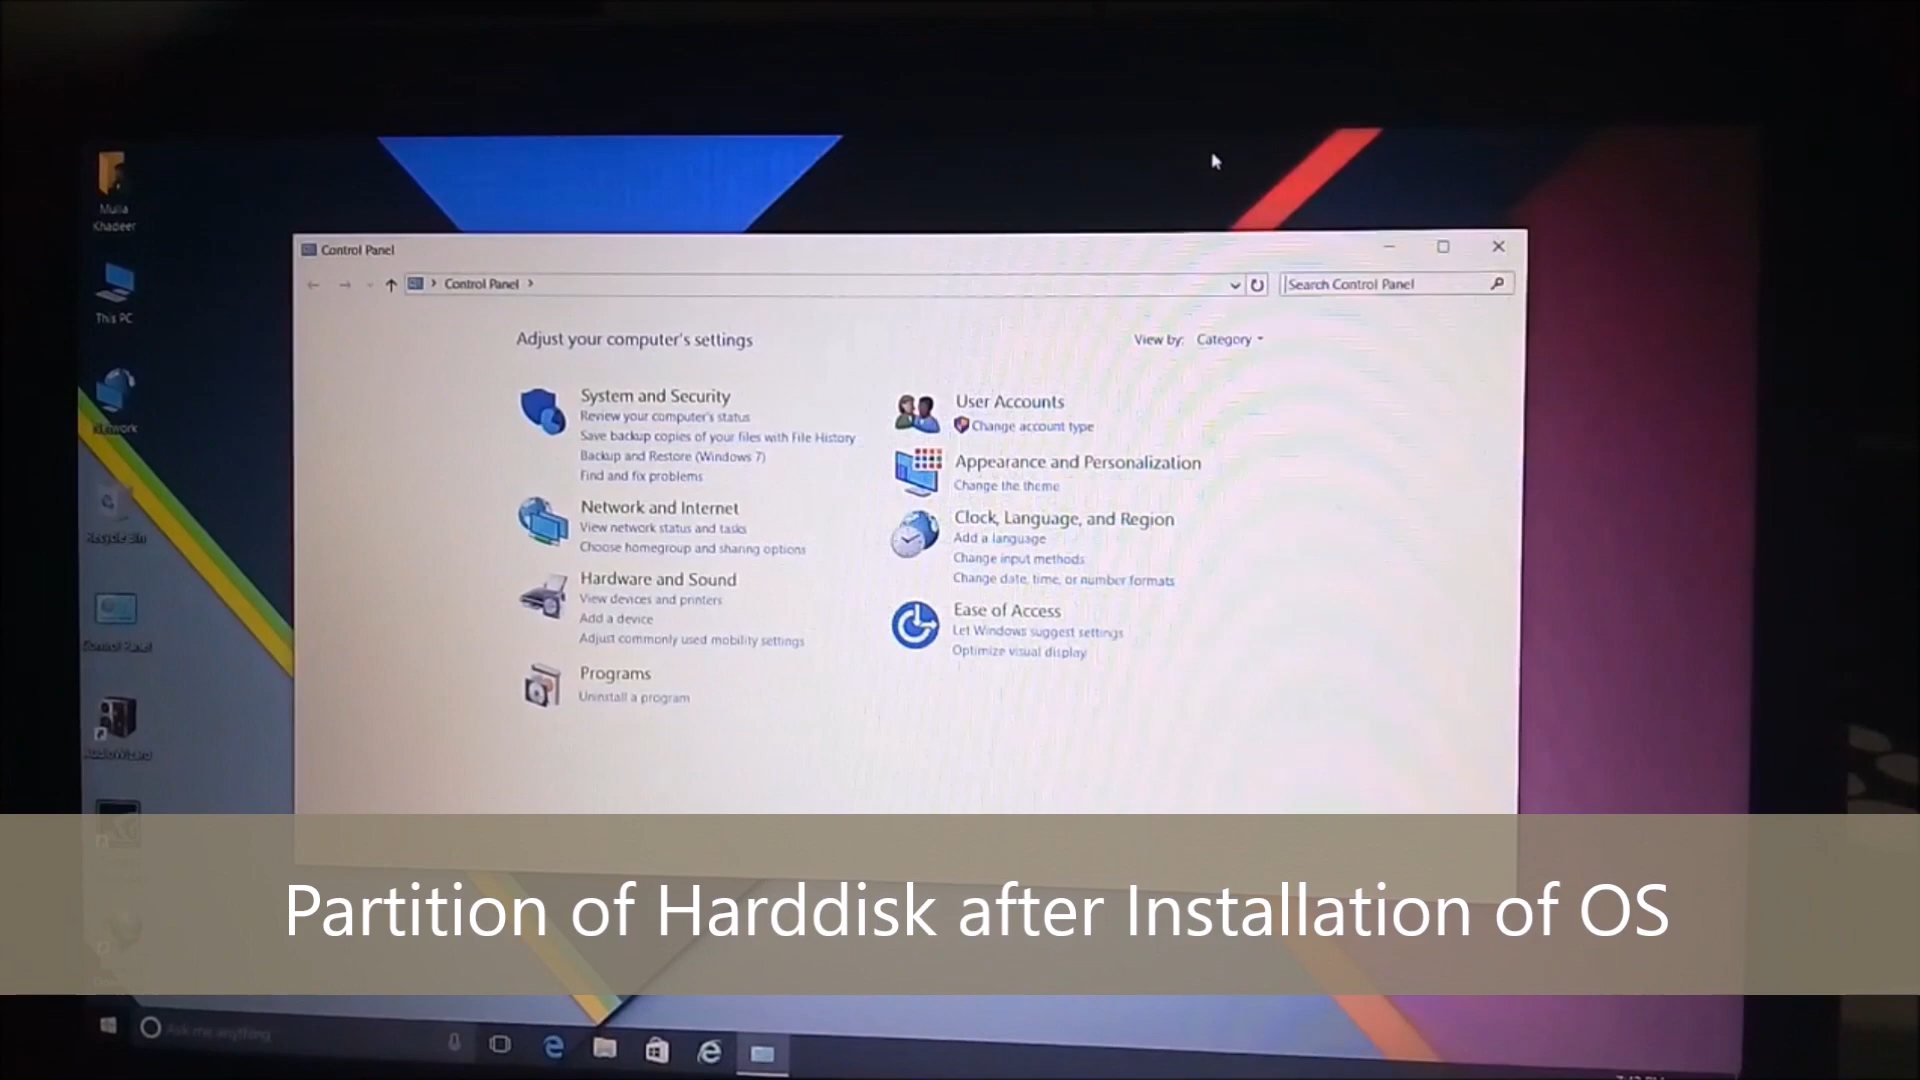 Mulla
Khadeer
This PC
Network
Recycle Bin
Control Panel
AudioWizard
Control Panel
Control Panel
Search Control Panel
Adjust your computer's settings
View by: Category
System and Security
Review your computer's status
Save backup copies of your files with File History
Backup and Restore (Windows 7)
Find and fix problems
Network and Internet
View network status and tasks
Choose homegroup and sharing options
Hardware and Sound
View devices and printers
Add a device
Adjust commonly used mobility settings
Programs
Uninstall a program
User Accounts
Change account type
Appearance and Personalization
Change the theme
Clock, Language, and Region
Add a language
Change input methods
Change date, time, or number formats
Ease of Access
Let Windows suggest settings
Optimize visual display
Partition of Harddisk after Installation of OS
Ask me anything